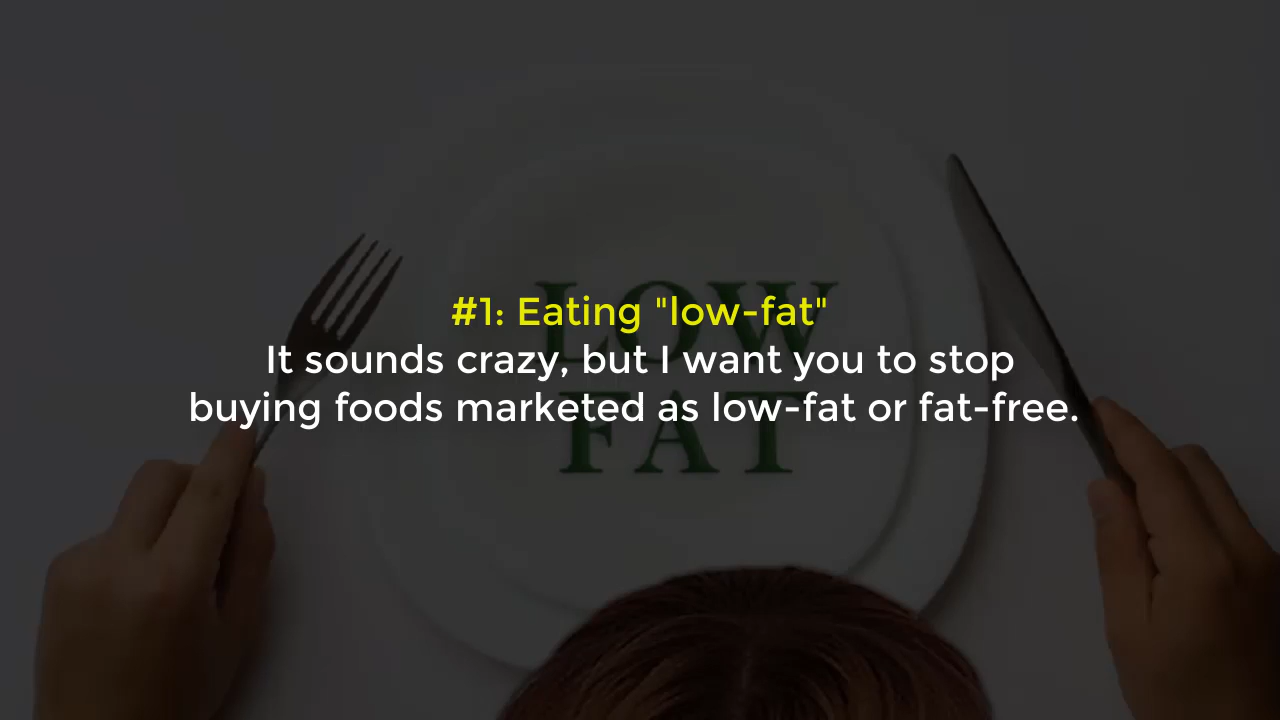 #1: Eating "low-fat"
It sounds crazy, but I want you to stop
buying foods marketed as low-fat or fat-free.
LOW
FAT